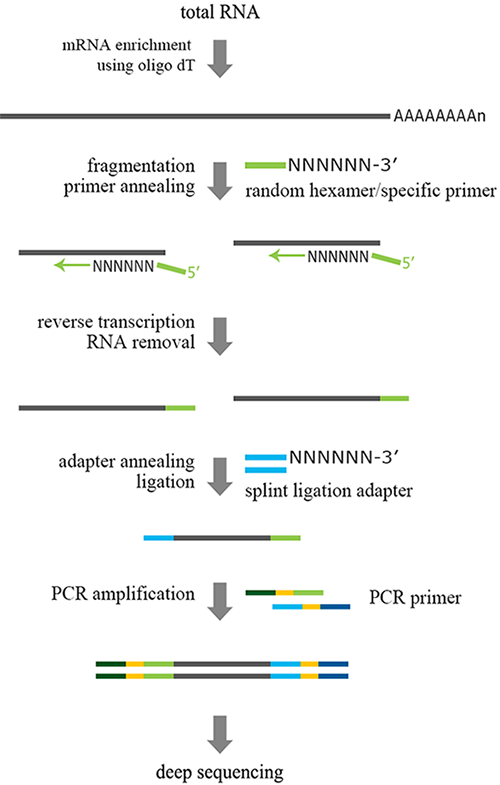 total RNA
mRNA enrichment
using oligo dT
AAAAAAAAn
fragmentation
primer annealing
NNNNNN-3′
random hexamer/specific primer
NNNNNN
5′
NNNNNN
5′
reverse transcription
RNA removal
adapter annealing
ligation
NNNNNN-3′
splint ligation adapter
PCR amplification
PCR primer
deep sequencing